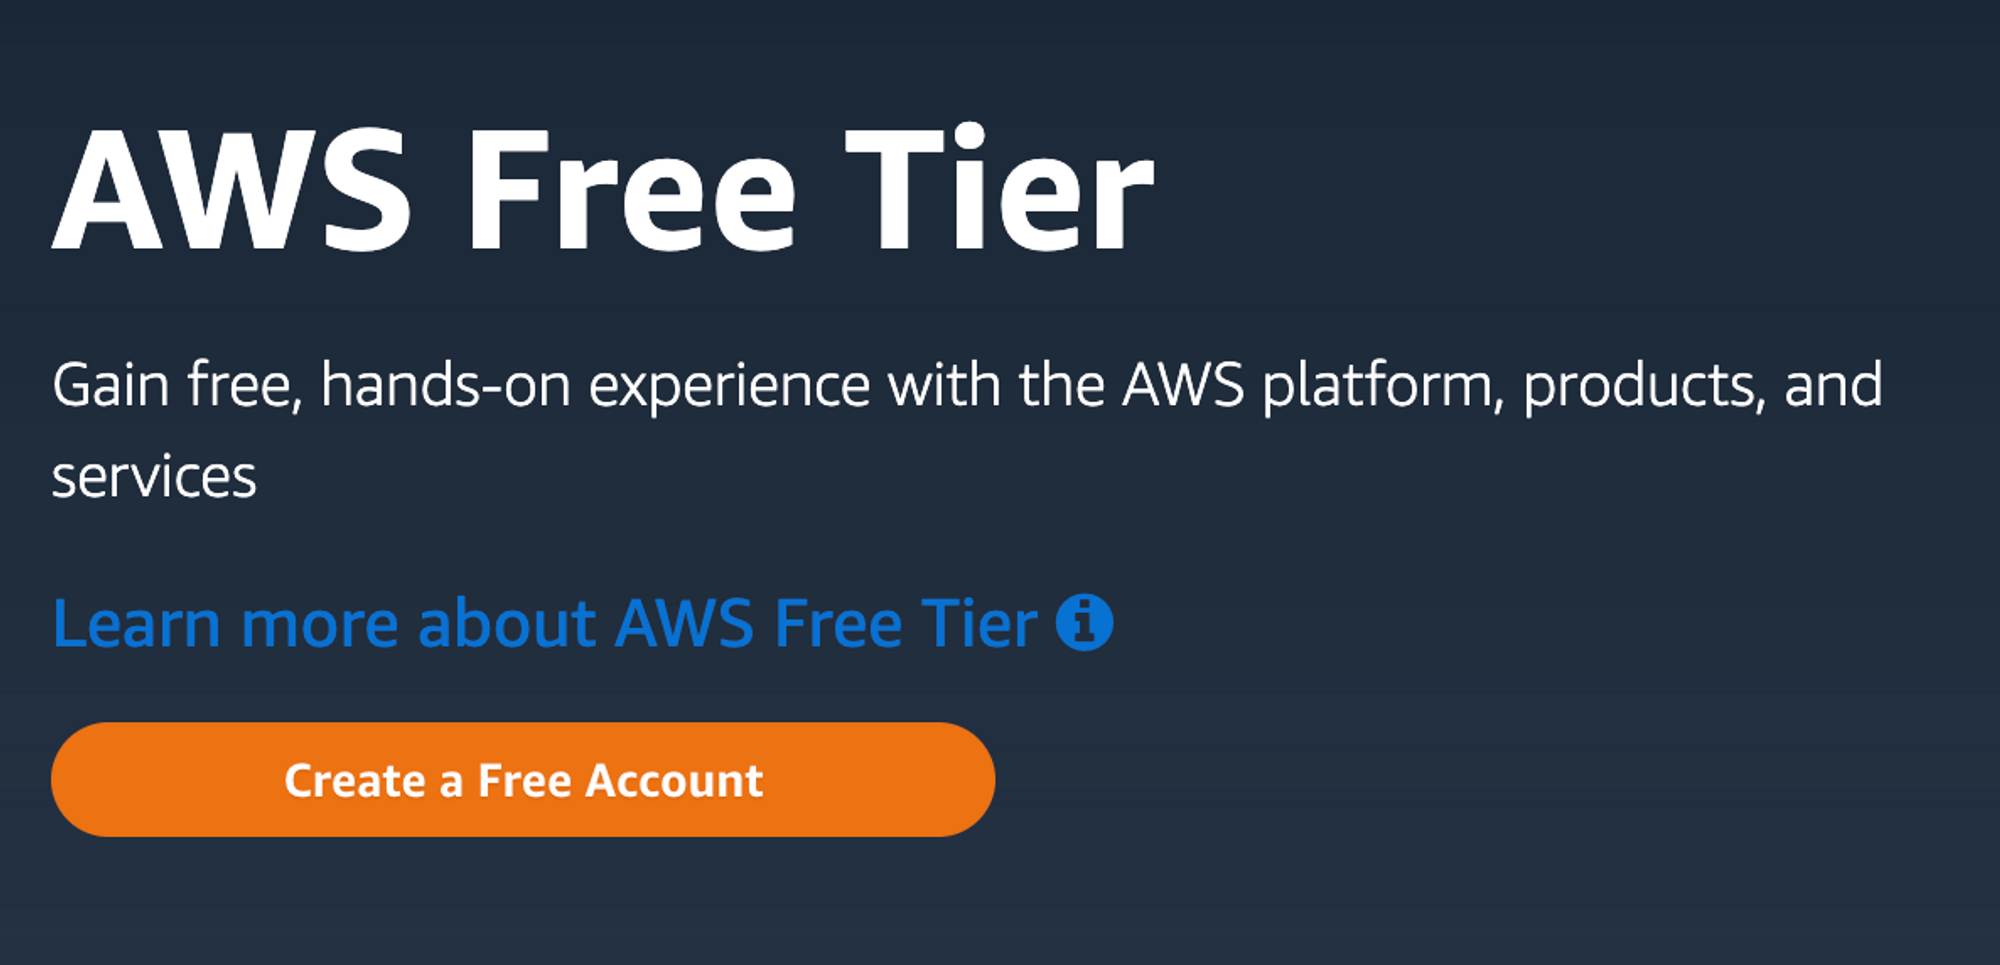 AWS Free Tier
Gain free, hands-on experience with the AWS platform, products, and
services
Learn more about AWS Free Tier
Create a Free Account